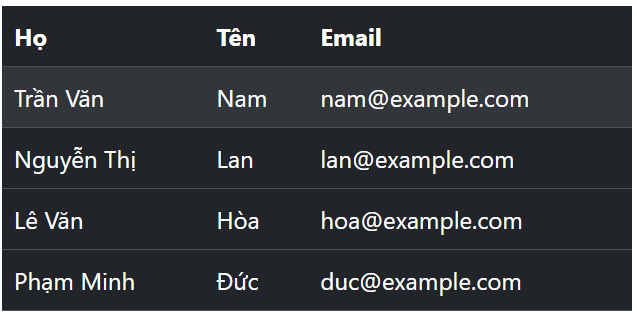 Họ Tên Email
Trần Văn Nam nam@example.com
Nguyễn Thị Lan lan@example.com
Lê Văn Hòa hoa@example.com
Phạm Minh Đức duc@example.com